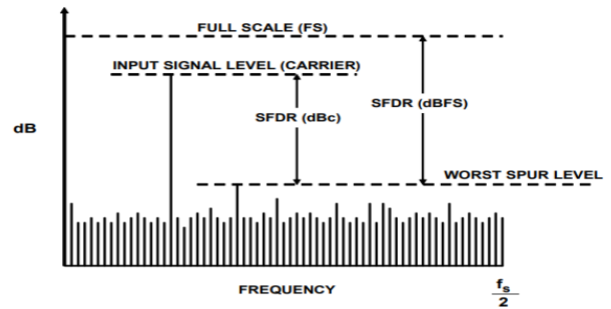 FULL SCALE (FS)
INPUT SIGNAL LEVEL (CARRIER)
SFDR (dBFS)
SFDR (dBc)
dB
WORST SPUR LEVEL
FREQUENCY
fs
2